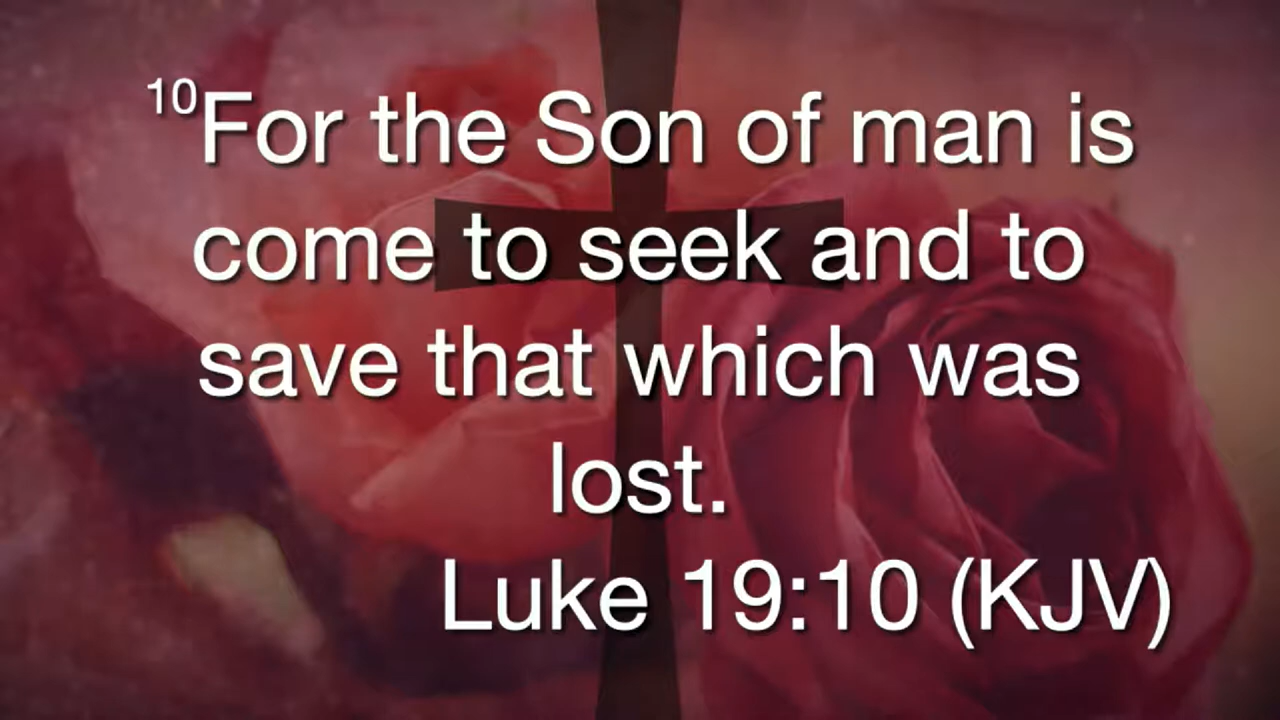 10For the Son of man is
come to seek and to
save that which was
lost.
Luke 19:10 (KJV)